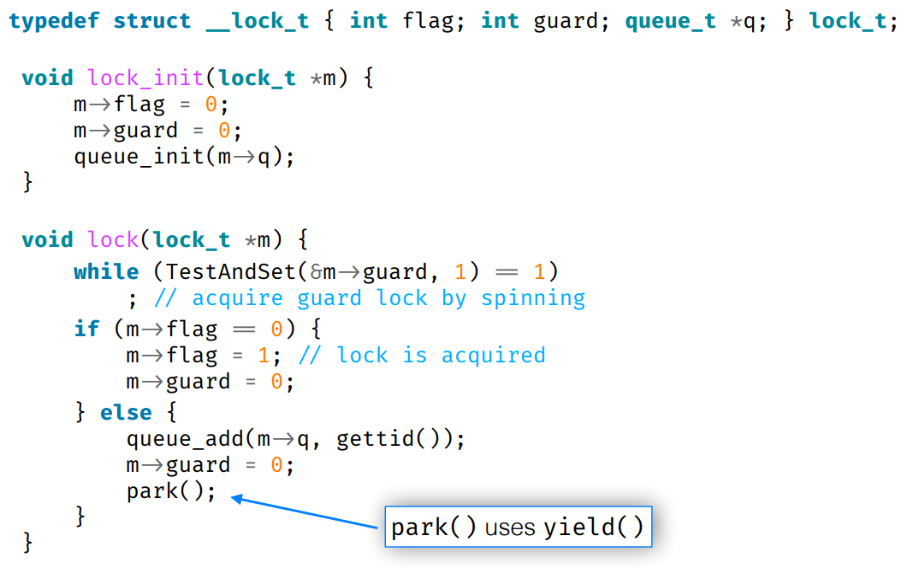 typedef struct __lock_t { int flag; int guard; queue_t *q; } lock_t;
void lock_init(lock_t *m) {
m->flag = 0;
m->guard = 0;
queue_init(m->q);
}
void lock(lock_t *m) {
while (TestAndSet(&m->guard, 1) == 1)
; // acquire guard lock by spinning
if (m->flag == 0) {
m->flag = 1; // lock is acquired
m->guard = 0;
} else {
queue_add(m->q, gettid());
m->guard = 0;
park();
}
}
park() uses yield()